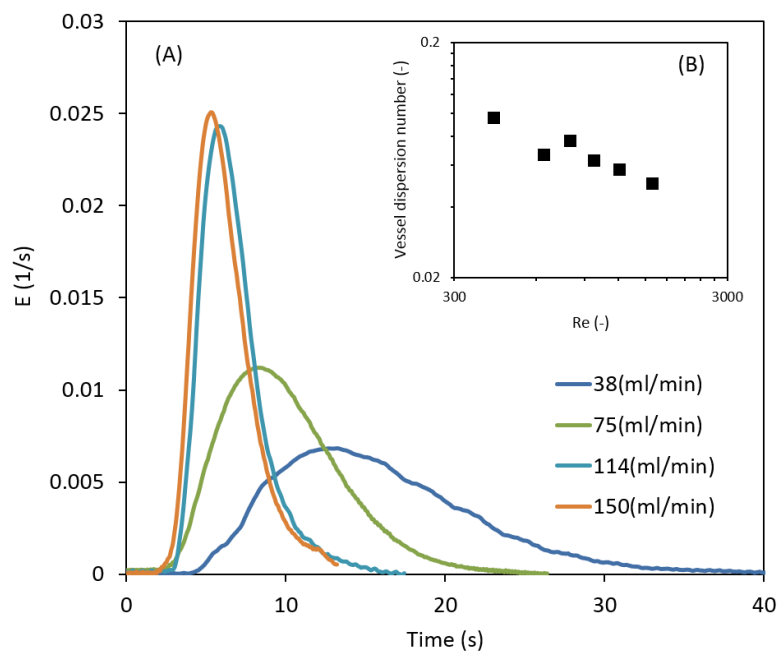 0.03
(A)
0.025
0.02
0.015
0.01
0.005
0
E (1/s)
0
10
20
30
40
Time (s)
(B)
0.2
0.02
Vessel dispersion number (-)
300
3000
Re (-)
38(ml/min)
75(ml/min)
114(ml/min)
150(ml/min)